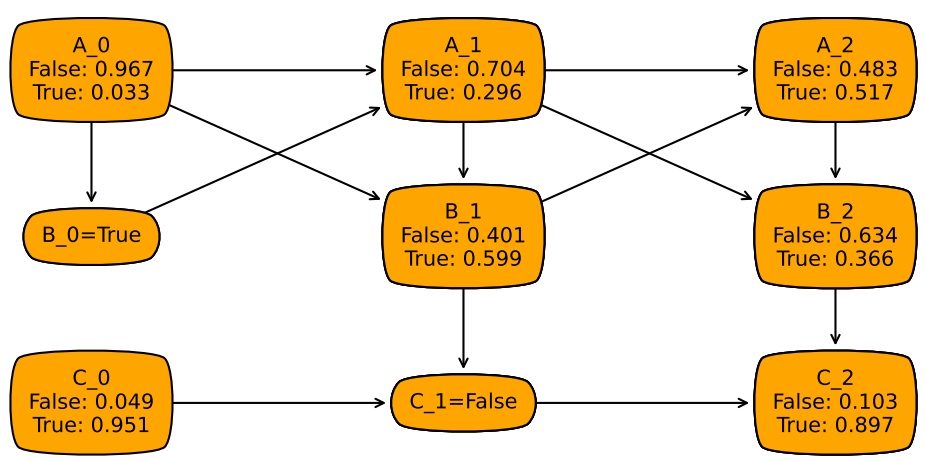 A_0
False: 0.967
True: 0.033
A_1
False: 0.704
True: 0.296
A_2
False: 0.483
True: 0.517
B_0=True
B_1
False: 0.401
True: 0.599
B_2
False: 0.634
True: 0.366
C_0
False: 0.049
True: 0.951
C_1=False
C_2
False: 0.103
True: 0.897